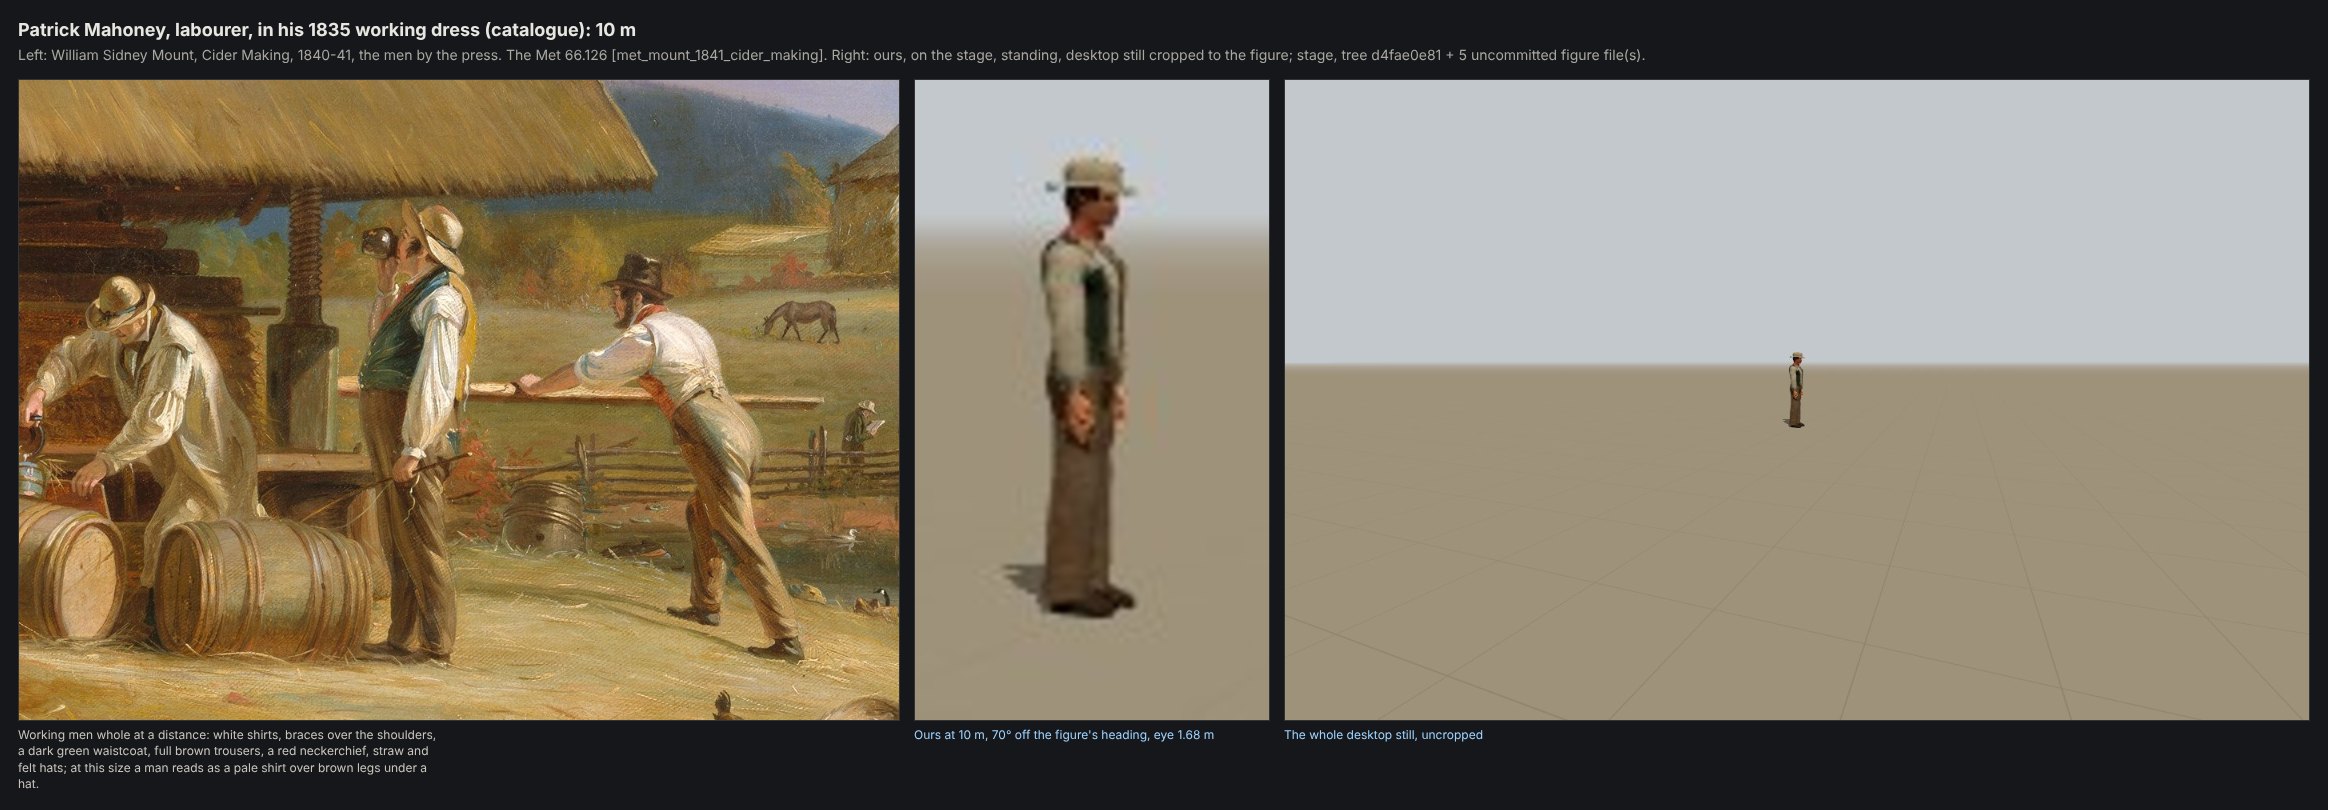 Patrick Mahoney, labourer, in his 1835 working dress (catalogue): 10 m
Left: William Sidney Mount, Cider Making, 1840-41, the men by the press. The Met 66.126 [met_mount_1841_cider_making]. Right: ours, on the stage, standing, desktop still cropped to the figure; stage, tree d4fae0e81 + 5 uncommitted figure file(s).
Working men whole at a distance: white shirts, braces over the shoulders,
a dark green waistcoat, full brown trousers, a red neckerchief, straw and
felt hats; at this size a man reads as a pale shirt over brown legs under a
hat.
Ours at 10 m, 70° off the figure's heading, eye 1.68 m
The whole desktop still, uncropped